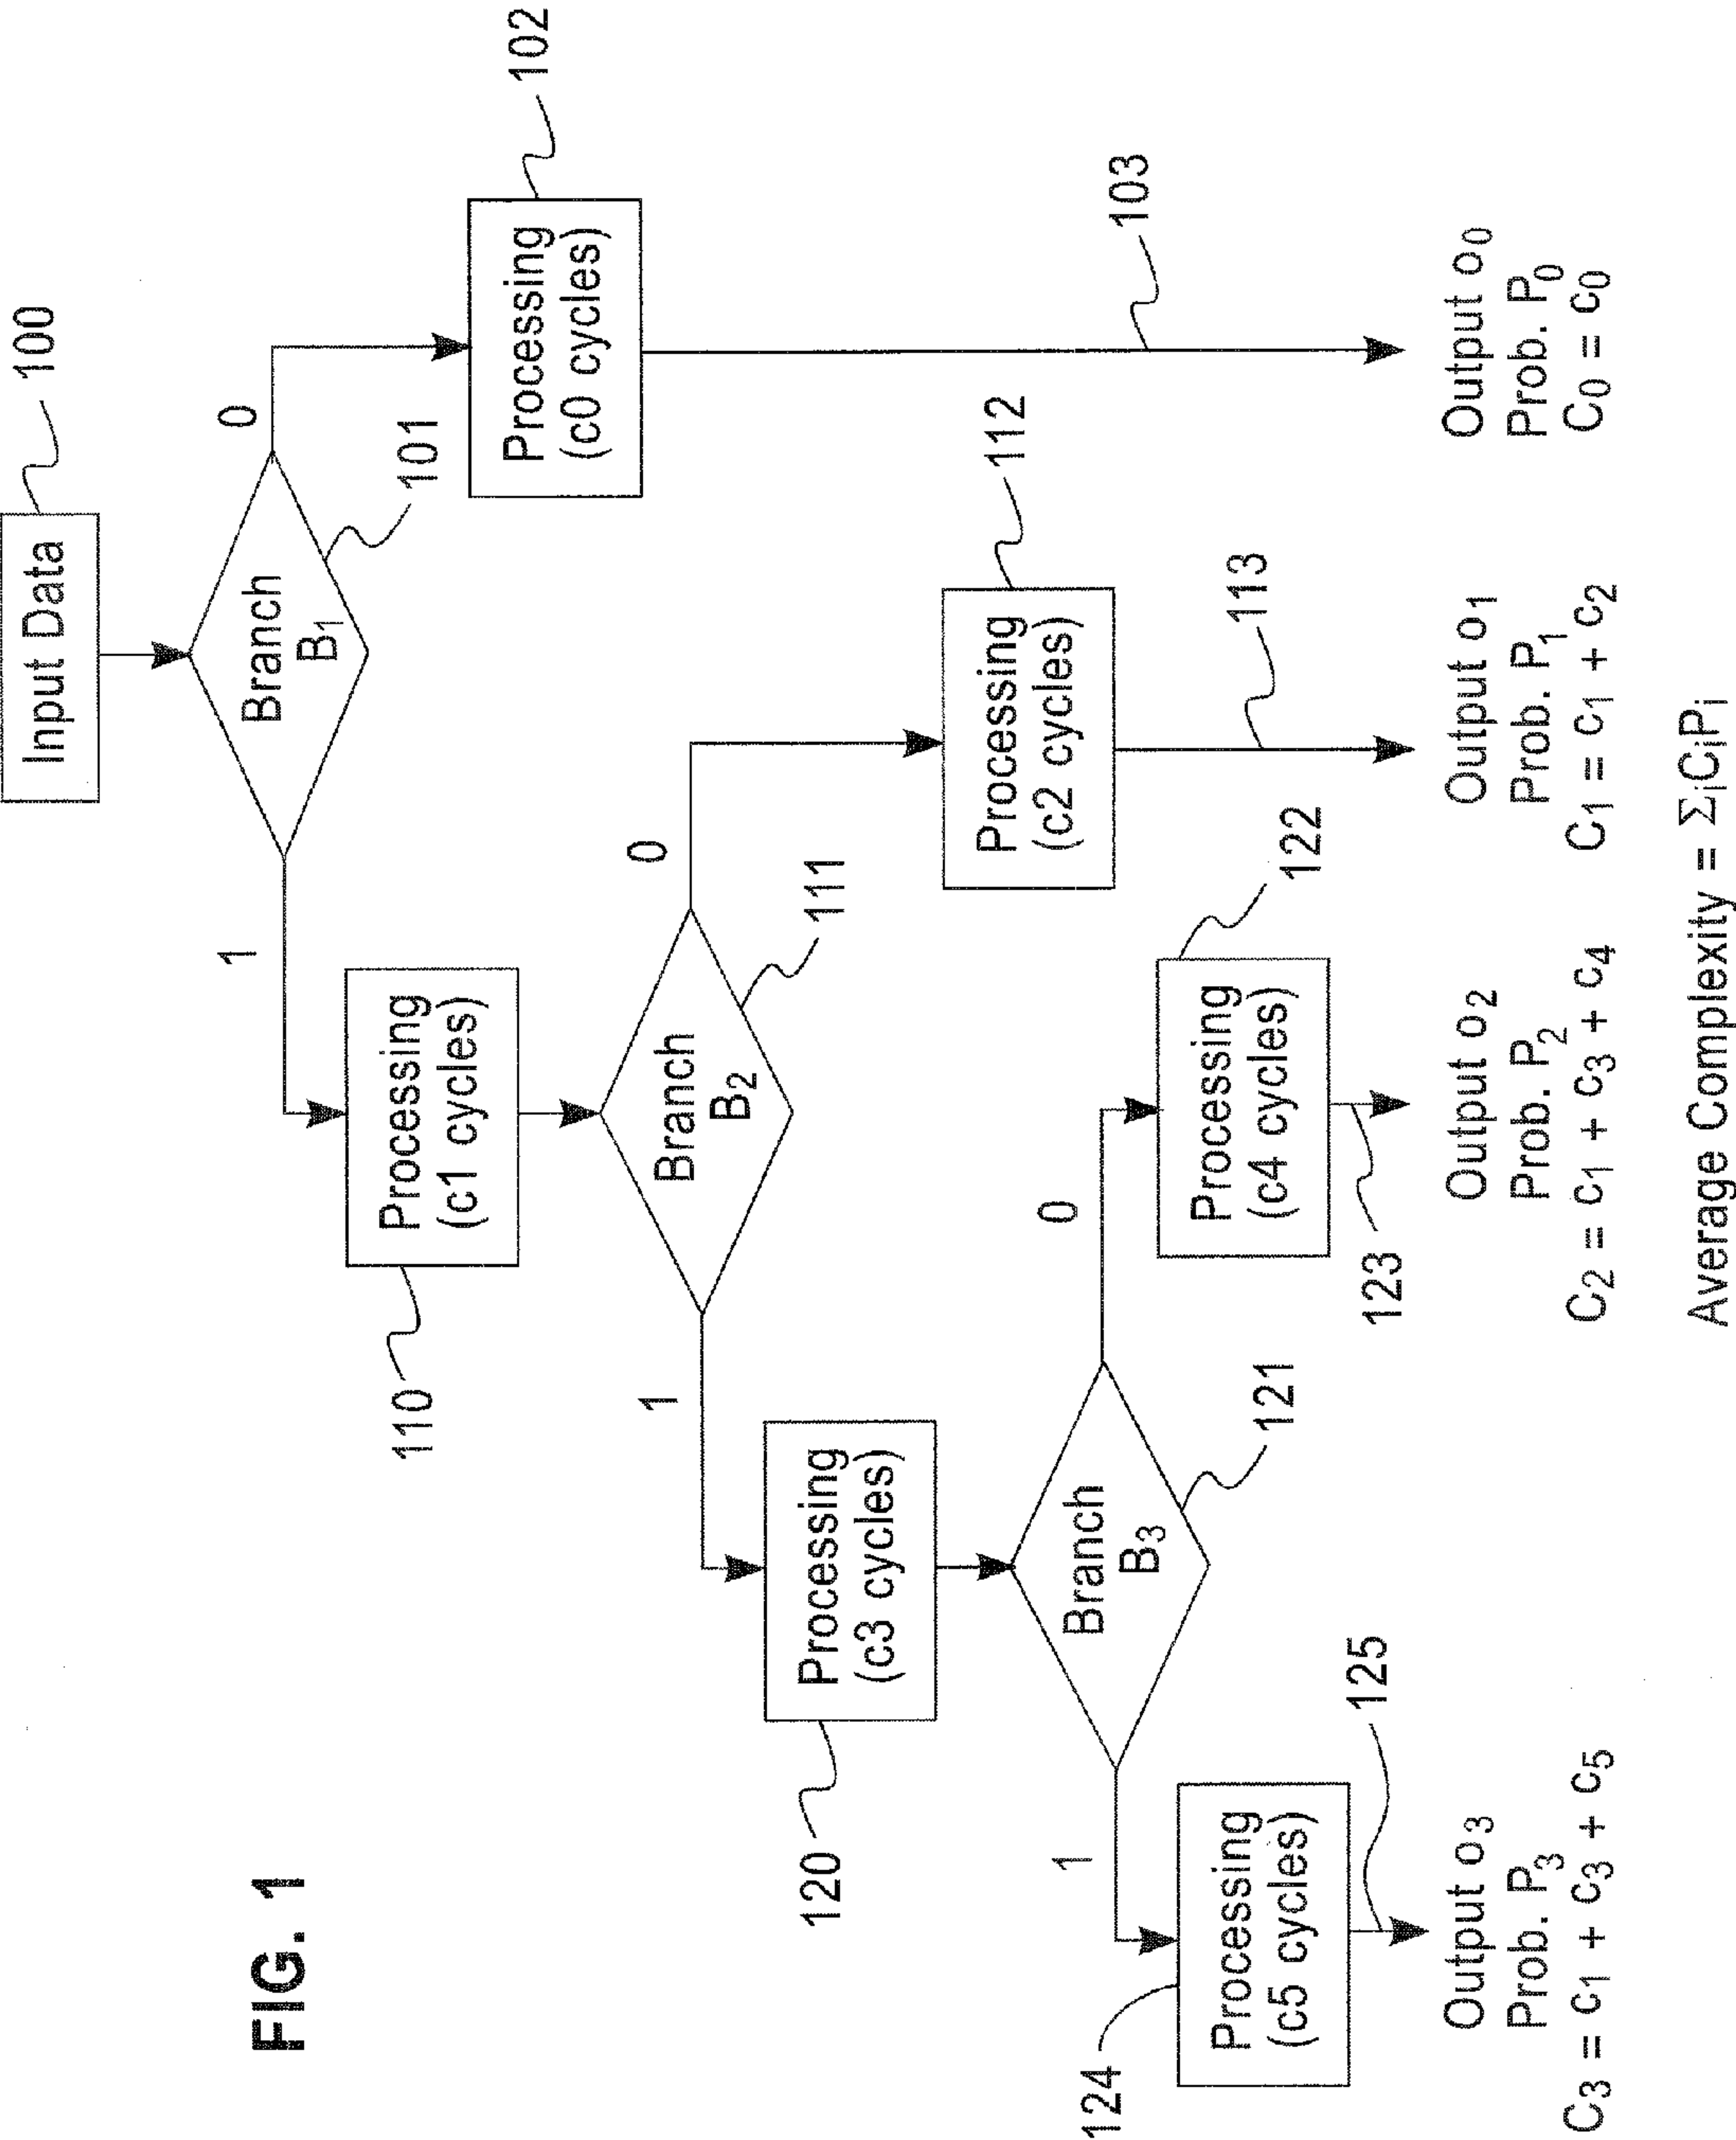 FIG. 1
Input Data
100
Branch
B₁
101
1
0
Processing
(c1 cycles)
110
Processing
(c0 cycles)
102
Branch
B₂
111
1
0
Processing
(c3 cycles)
120
Processing
(c2 cycles)
112
Branch
B₃
121
1
0
Processing
(c5 cycles)
124
Processing
(c4 cycles)
122
125
123
113
103
Output o₃
Prob. P₃
C₃ = c₁ + c₃ + c₅
Output o₂
Prob. P₂
C₂ = c₁ + c₃ + c₄
Output o₁
Prob. P₁
C₁ = c₁ + c₂
Output o₀
Prob. P₀
C₀ = c₀
Average Complexity = ΣᵢCᵢPᵢ